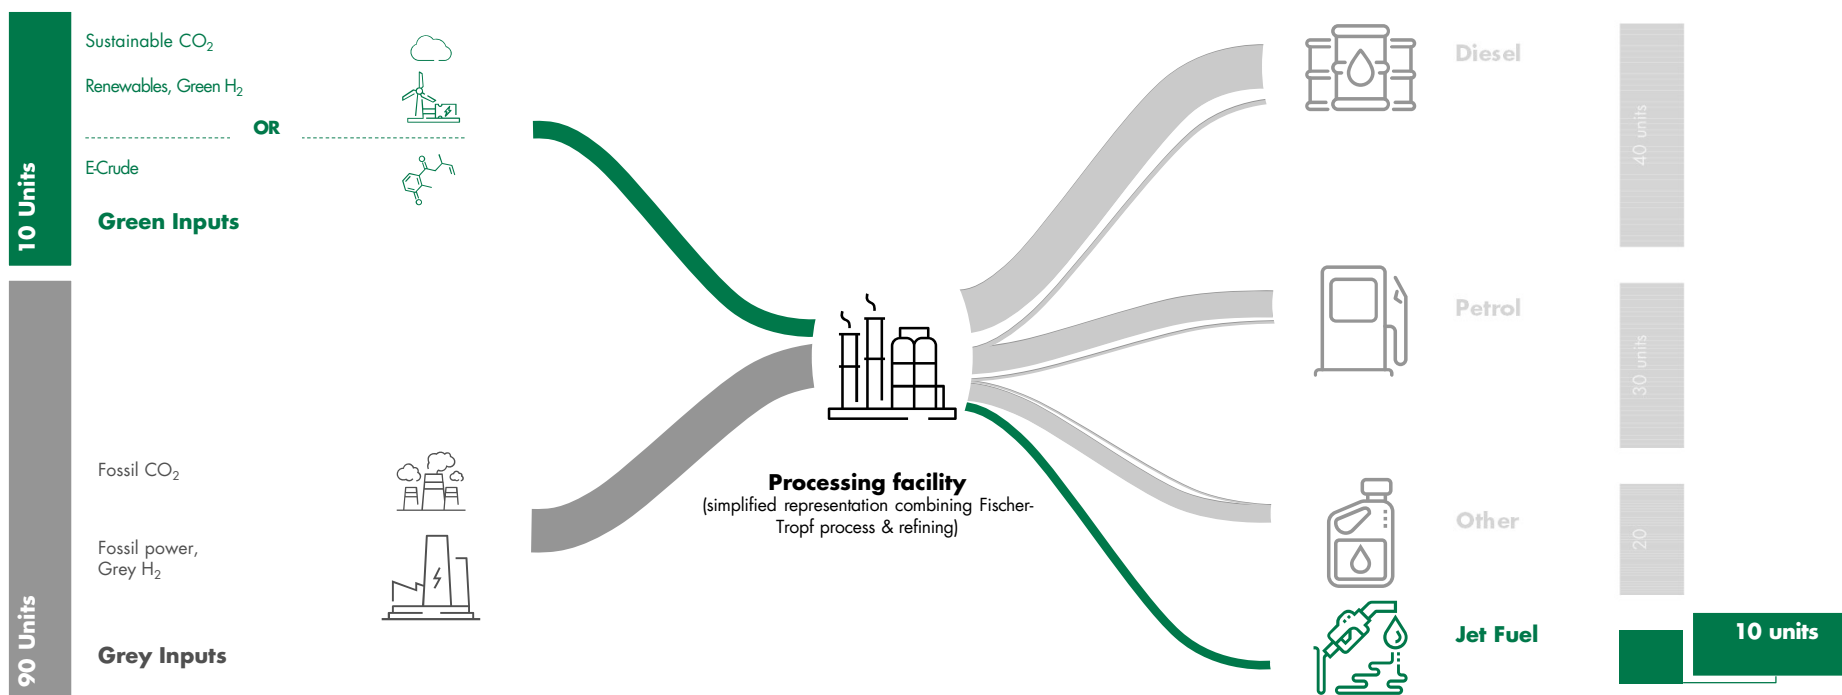 Sustainable CO₂
Renewables, Green H₂
OR
E-Crude
Green Inputs
10 Units
Fossil CO₂
Fossil power,
Grey H₂
Grey Inputs
90 Units
Processing facility
(simplified representation combining Fischer-
Tropf process & refining)
Diesel
40 units
Petrol
30 units
Other
20
Jet Fuel
10 units